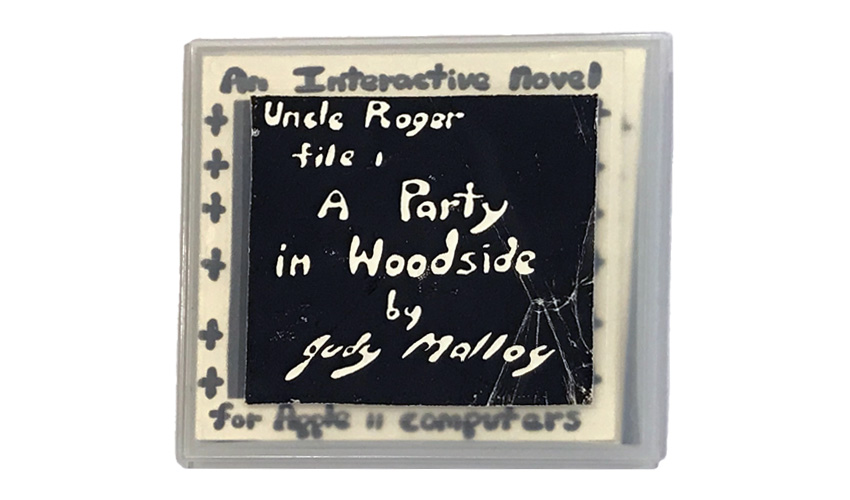 An Interactive Novel
Uncle Roger
file 1
A Party
in Woodside
by
Judy Malloy
for Apple II computers